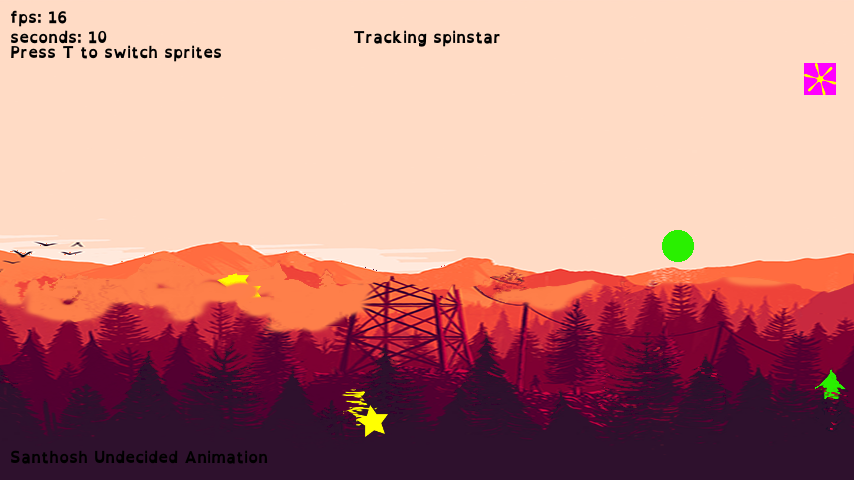 fps: 16
seconds: 10
Press T to switch sprites
Tracking spinstar
Santhosh Undecided Animation